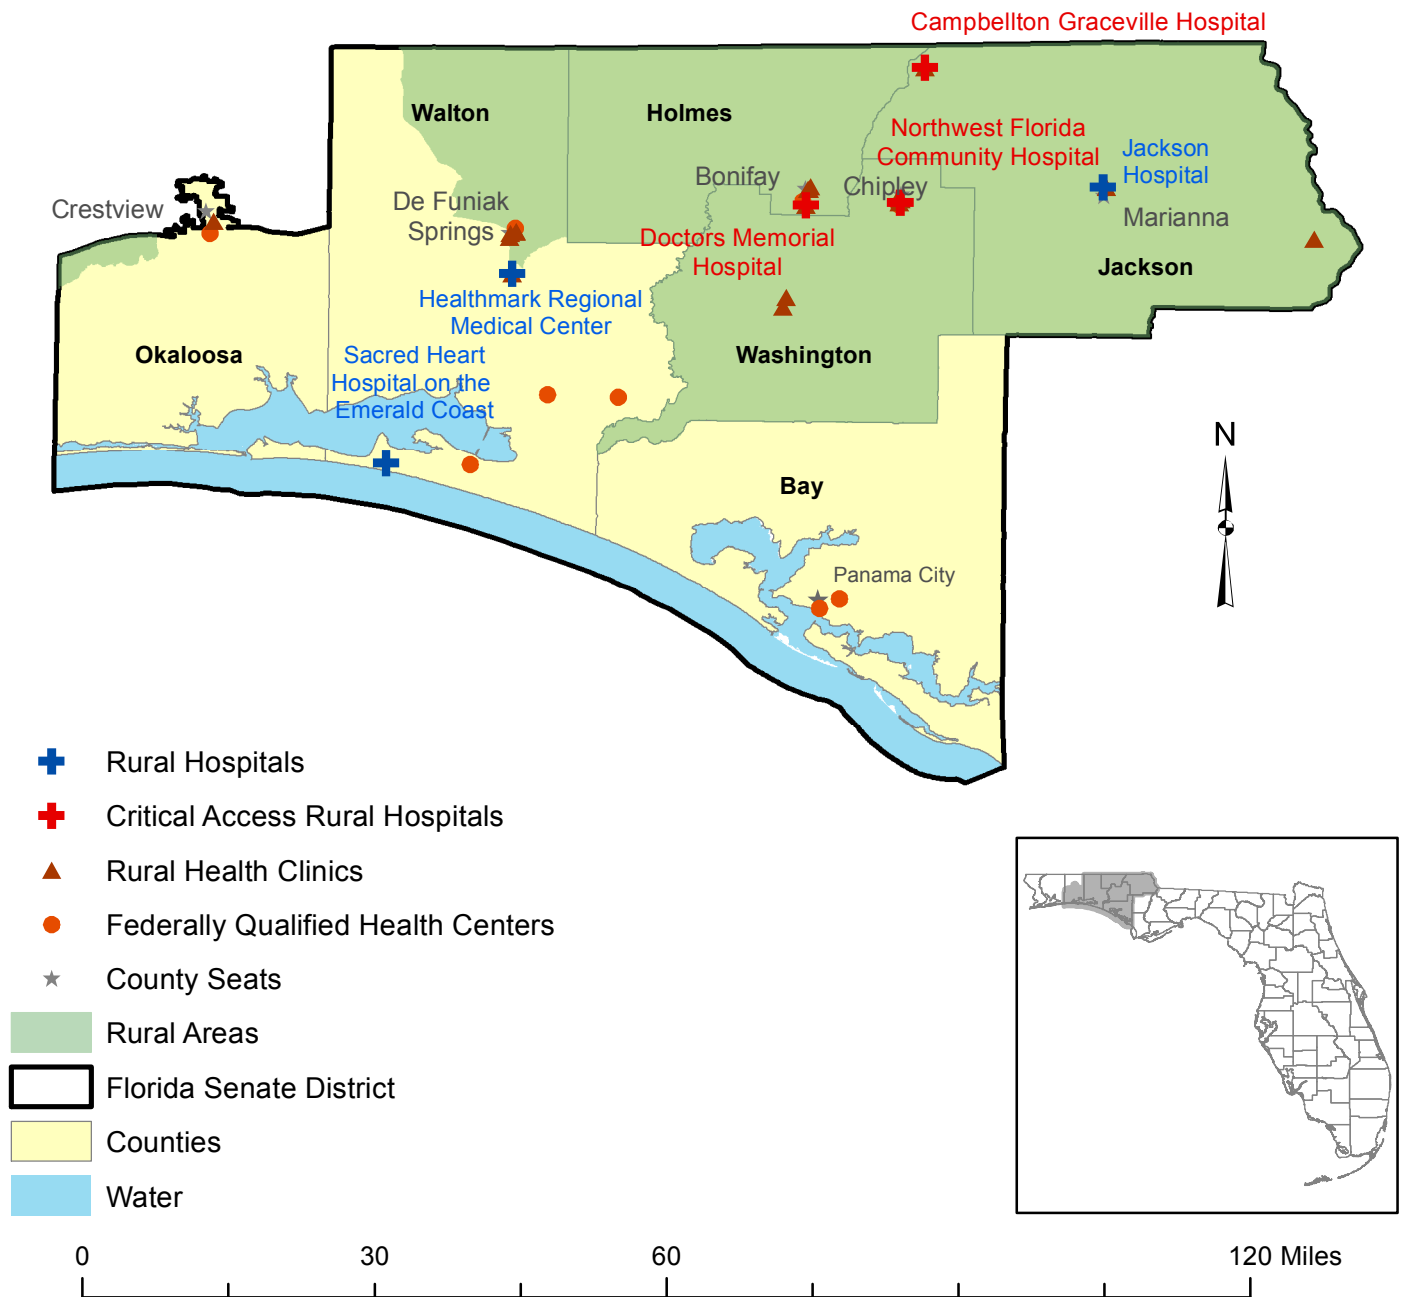 Campbellton Graceville Hospital
Walton
Holmes
Northwest Florida
Community Hospital
Jackson
Hospital
Bonifay
Chipley
Crestview
De Funiak
Springs
Marianna
Doctors Memorial
Hospital
Jackson
Healthmark Regional
Medical Center
Okaloosa
Sacred Heart
Hospital on the
Emerald Coast
Washington
N
Bay
Panama City
Rural Hospitals
Critical Access Rural Hospitals
Rural Health Clinics
Federally Qualified Health Centers
County Seats
Rural Areas
Florida Senate District
Counties
Water
0 30 60 120 Miles